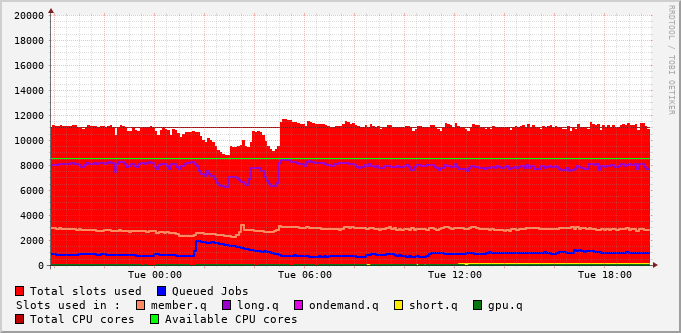 RRDTOOL / TOBI OETIKER
20000
18000
16000
14000
12000
10000
8000
6000
4000
2000
0
Tue 00:00 Tue 06:00 Tue 12:00 Tue 18:00
Total slots used Queued Jobs
Slots used in : member.q long.q ondemand.q short.q gpu.q
Total CPU cores Available CPU cores